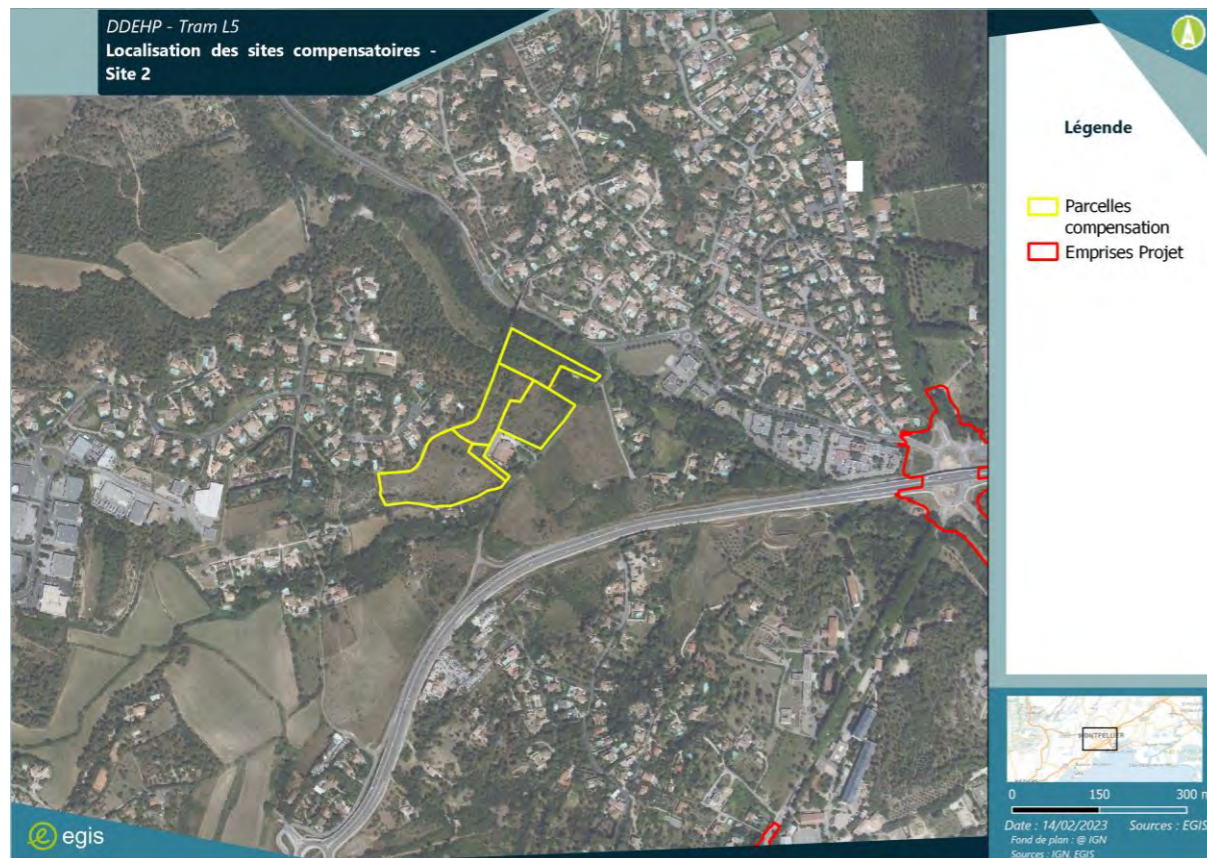 DDEHP - Tram L5
Localisation des sites compensatoires -
Site 2
Légende
Parcelles
compensation
Emprises Projet
MONTPELLIER
0 150 300 m
Date : 14/02/2023 Sources : EGIS
Fond de plan : @ IGN
Sources : IGN, EGIS
egis